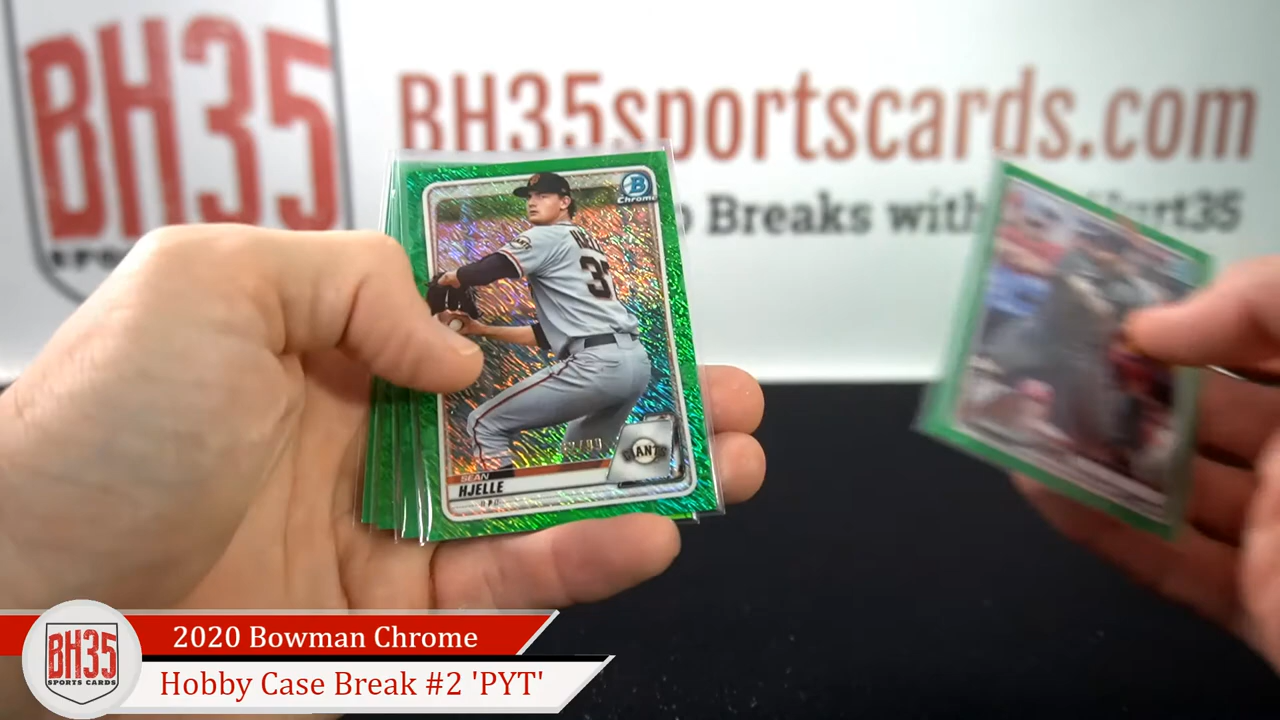 BH35
BH35sportscards.com
Breaks with
Chrome
GIANTS
SEAN
HJELLE
2020 Bowman Chrome
Hobby Case Break #2 'PYT'
BH35
SPORTS CARDS